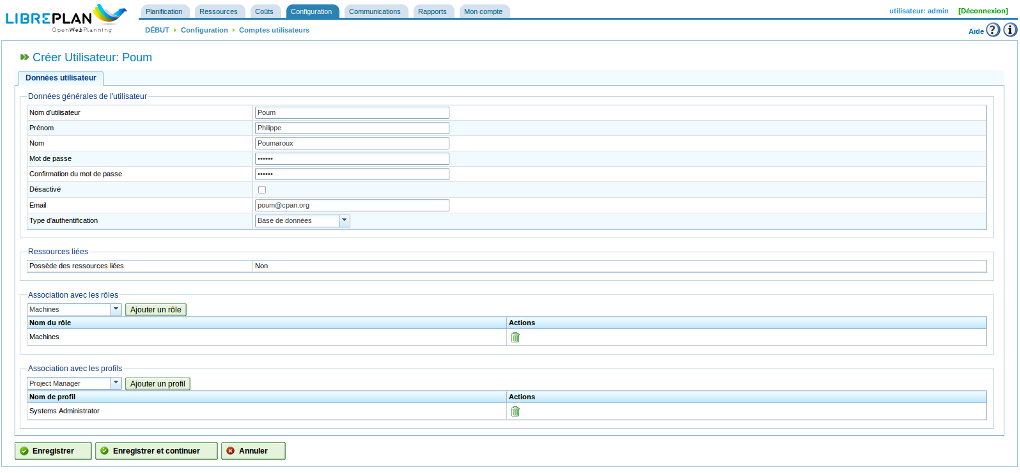 LIBREPLAN
OpenWebPlanning
Planification Ressources Coûts Configuration Communications Rapports Mon compte
utilisateur: admin [Déconnexion]
DÉBUT Configuration Comptes utilisateurs
Aide ? i
Créer Utilisateur: Poum
Données utilisateur
Données générales de l'utilisateur
Nom d'utilisateur Poum
Prénom Philippe
Nom Poumaroux
Mot de passe ••••••
Confirmation du mot de passe ••••••
Désactivé
Email poum@cpan.org
Type d'authentification Base de données
Ressources liées
Possède des ressources liées Non
Association avec les rôles
Machines Ajouter un rôle
Nom du rôle Actions
Machines
Association avec les profils
Project Manager Ajouter un profil
Nom de profil Actions
Systems Administrator
Enregistrer Enregistrer et continuer Annuler